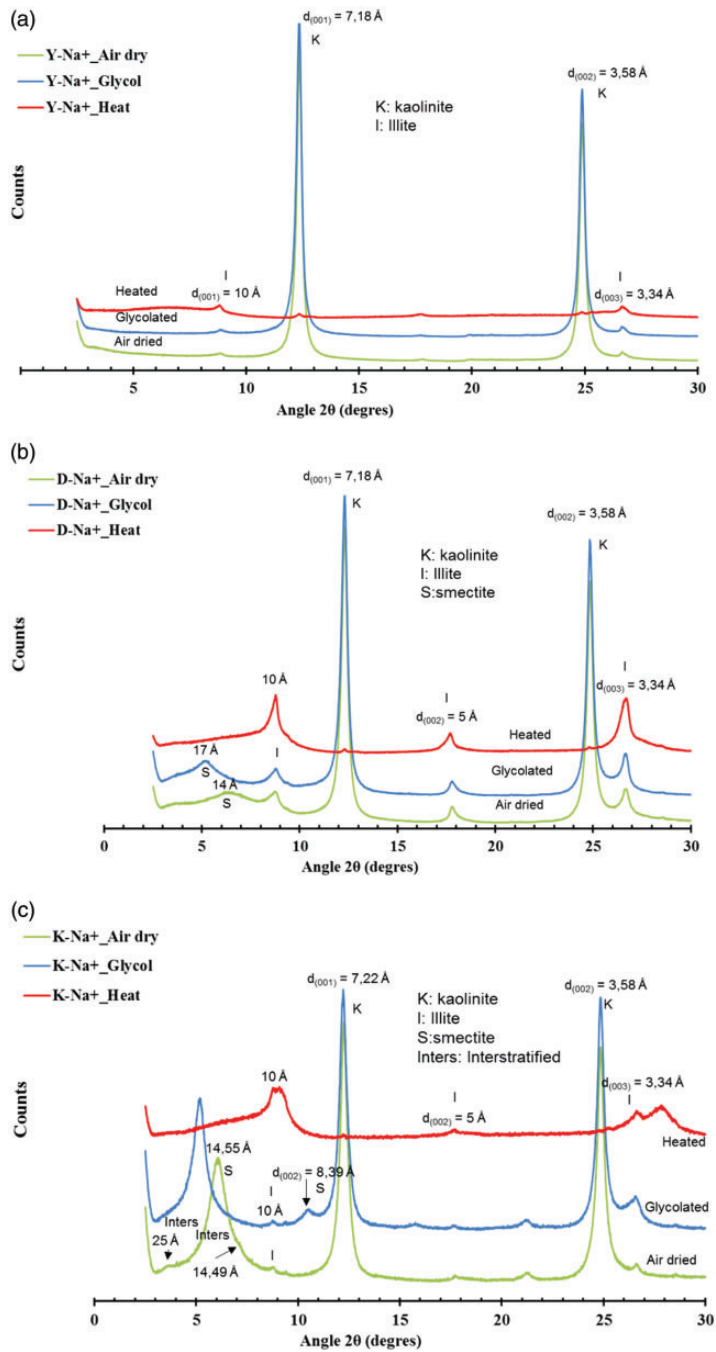 (a)
Y-Na+_Air dry
Y-Na+_Glycol
Y-Na+_Heat
d(001) = 7,18 Å
K
d(002) = 3,58 Å
K
K: kaolinite
I: Illite
Counts
Heated
I
d(001) = 10 Å
Glycolated
Air dried
I
d(003) = 3,34 Å
5 10 15 20 25 30
Angle 2θ (degres)
(b)
D-Na+_Air dry
D-Na+_Glycol
D-Na+_Heat
d(001) = 7,18 Å
K
d(002) = 3,58 Å
K
K: kaolinite
I: Illite
S:smectite
Counts
10 Å
17 Å
S
I
14 Å
S
I
d(002) = 5 Å
I
d(003) = 3,34 Å
Heated
Glycolated
Air dried
0 5 10 15 20 25 30
Angle 2θ (degres)
(c)
K-Na+_Air dry
K-Na+_Glycol
K-Na+_Heat
d(001) = 7,22 Å
K
d(002) = 3,58 Å
K
K: kaolinite
I: Illite
S:smectite
Inters: Interstratified
Counts
10 Å
14,55 Å
S
d(002) = 8,39 Å
S
I
10 Å
Inters
25 Å
Inters
14,49 Å
I
I
d(002) = 5 Å
d(003) = 3,34 Å
I
Heated
Glycolated
Air dried
0 5 10 15 20 25 30
Angle 2θ (degres)